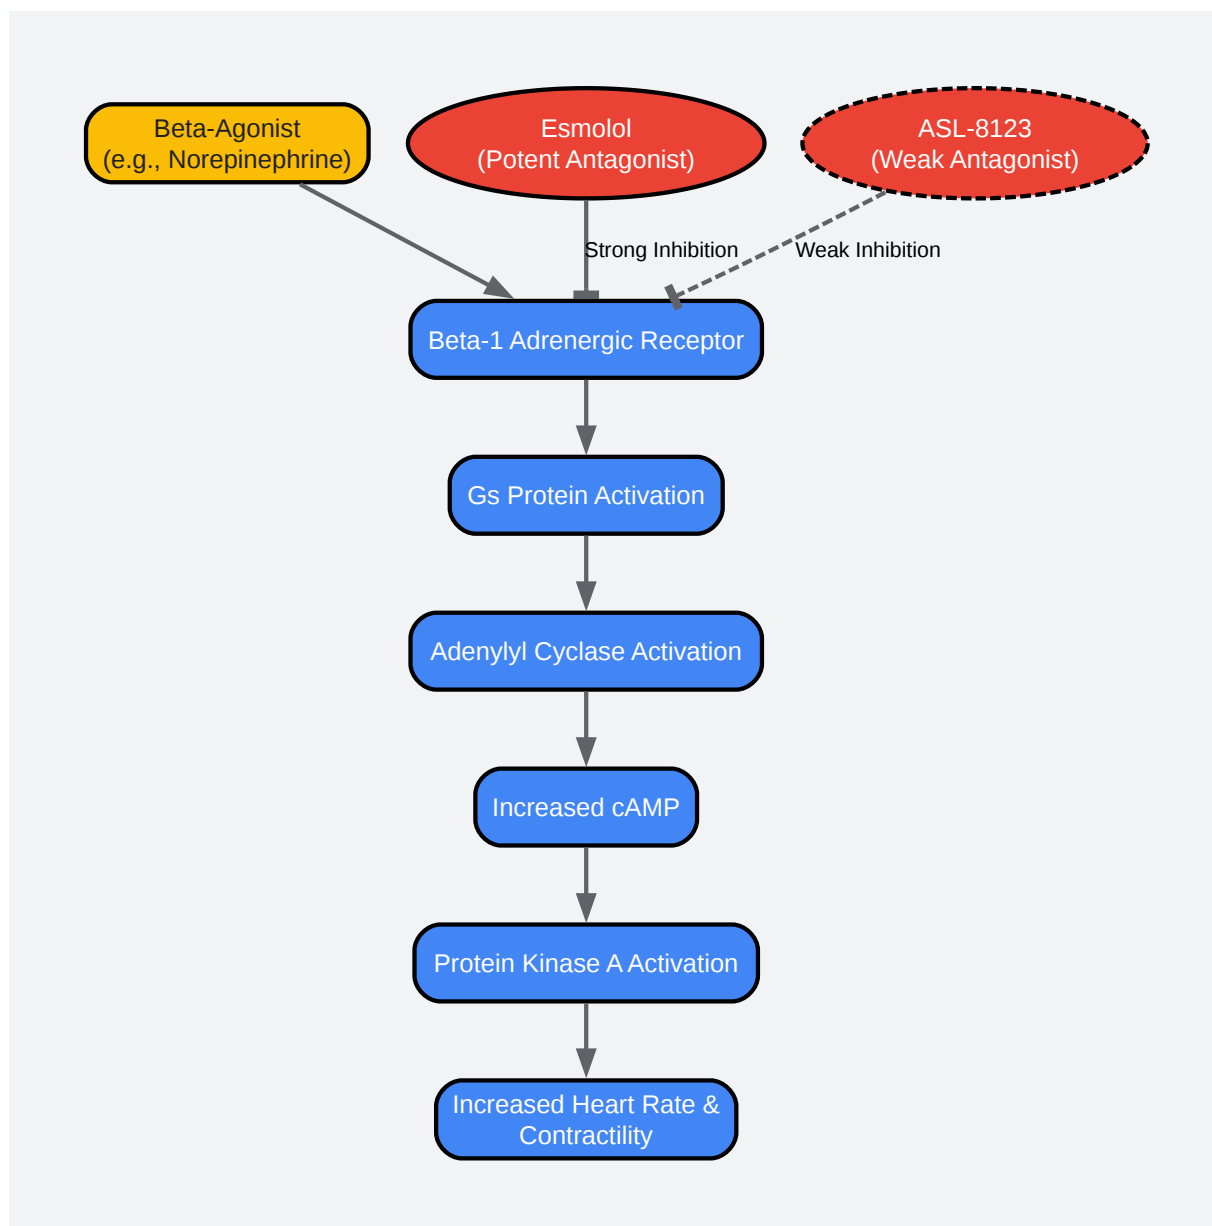 Beta-Agonist
(e.g., Norepinephrine)
Esmolol
(Potent Antagonist)
ASL-8123
(Weak Antagonist)
Strong Inhibition
Weak Inhibition
Beta-1 Adrenergic Receptor
Gs Protein Activation
Adenylyl Cyclase Activation
Increased cAMP
Protein Kinase A Activation
Increased Heart Rate &
Contractility